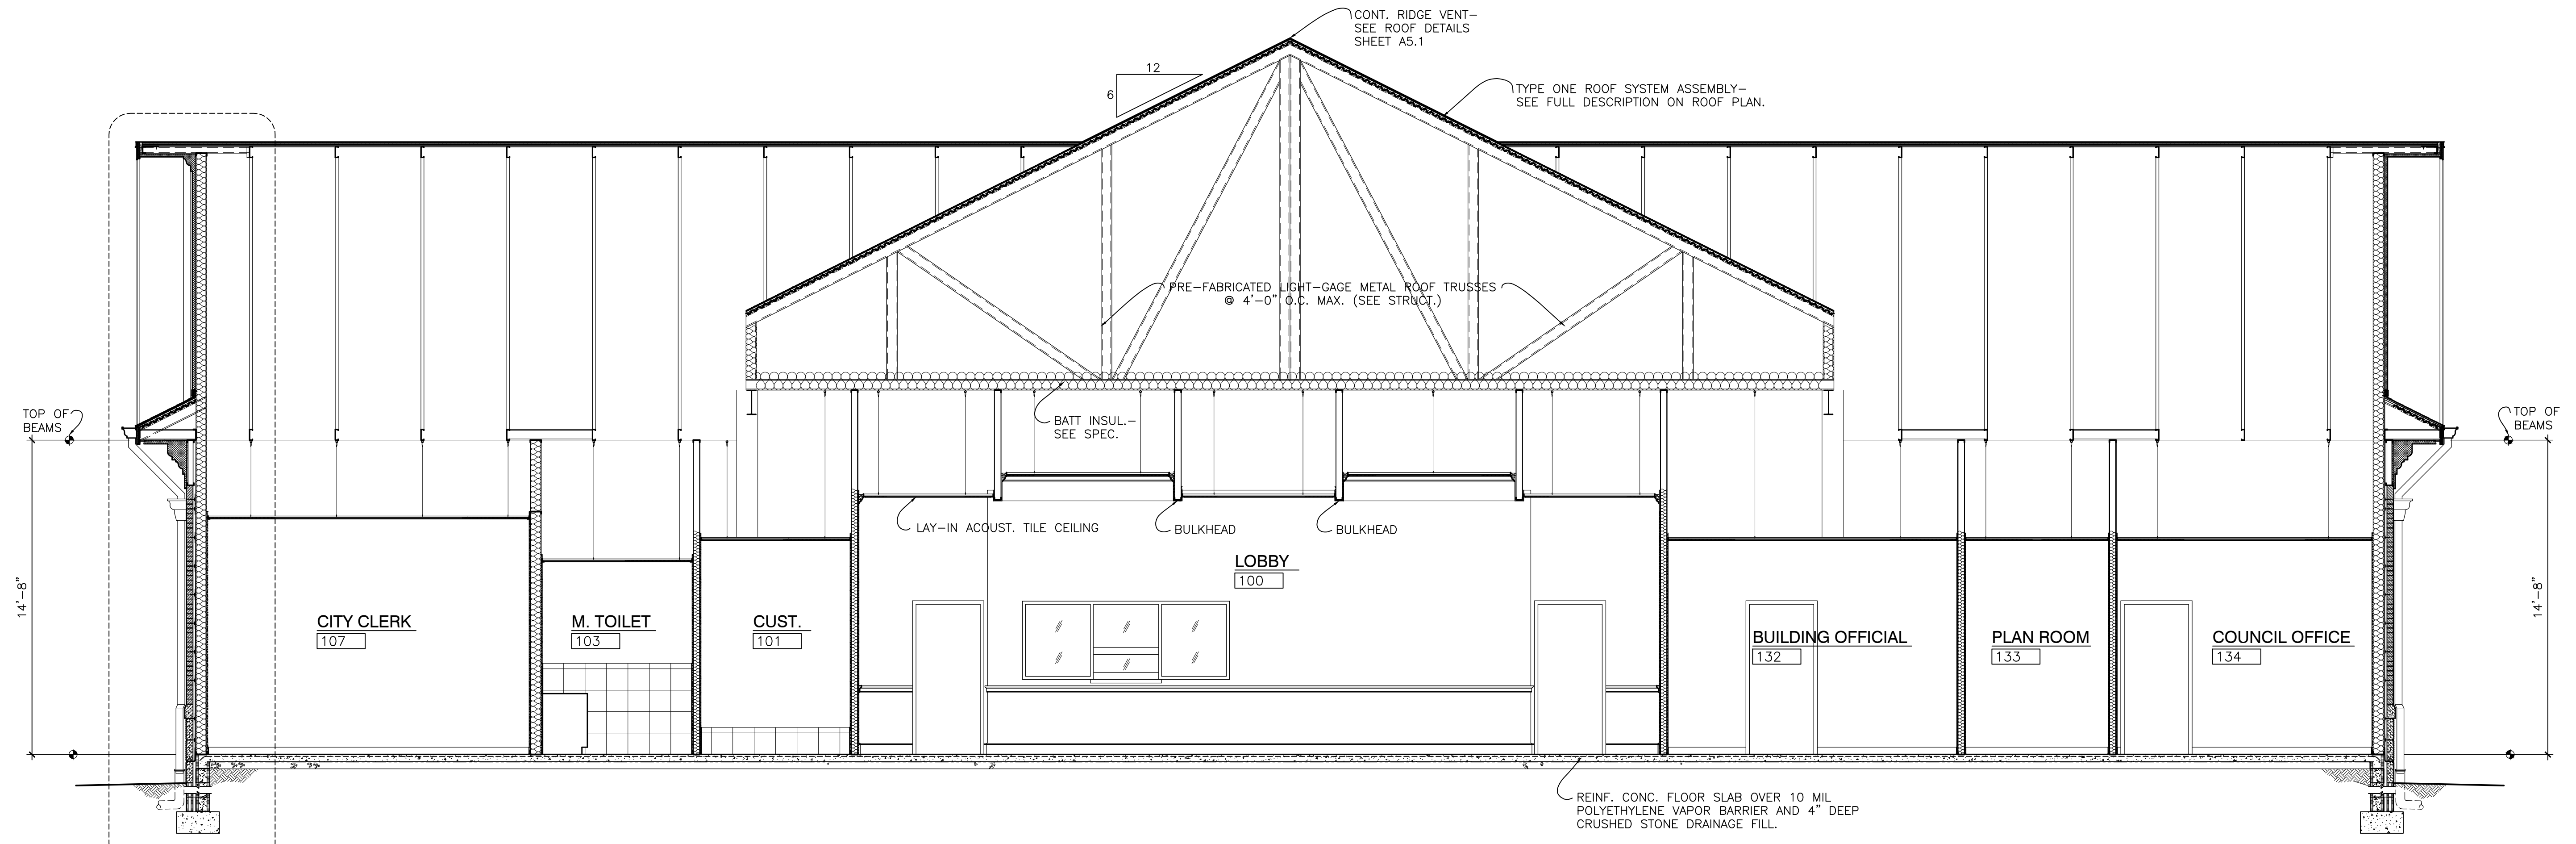 CONT. RIDGE VENT–
SEE ROOF DETAILS
SHEET A5.1
12
6
TYPE ONE ROOF SYSTEM ASSEMBLY–
SEE FULL DESCRIPTION ON ROOF PLAN.
PRE–FABRICATED LIGHT–GAGE METAL ROOF TRUSSES
@ 4'–0" O.C. MAX. (SEE STRUCT.)
TOP OF
BEAMS
BATT INSUL.–
SEE SPEC.
TOP OF
BEAMS
LAY–IN ACOUST. TILE CEILING
BULKHEAD
BULKHEAD
14'–8"
CITY CLERK
107
M. TOILET
103
CUST.
101
LOBBY
100
BUILDING OFFICIAL
132
PLAN ROOM
133
COUNCIL OFFICE
134
14'–8"
REINF. CONC. FLOOR SLAB OVER 10 MIL
POLYETHYLENE VAPOR BARRIER AND 4" DEEP
CRUSHED STONE DRAINAGE FILL.